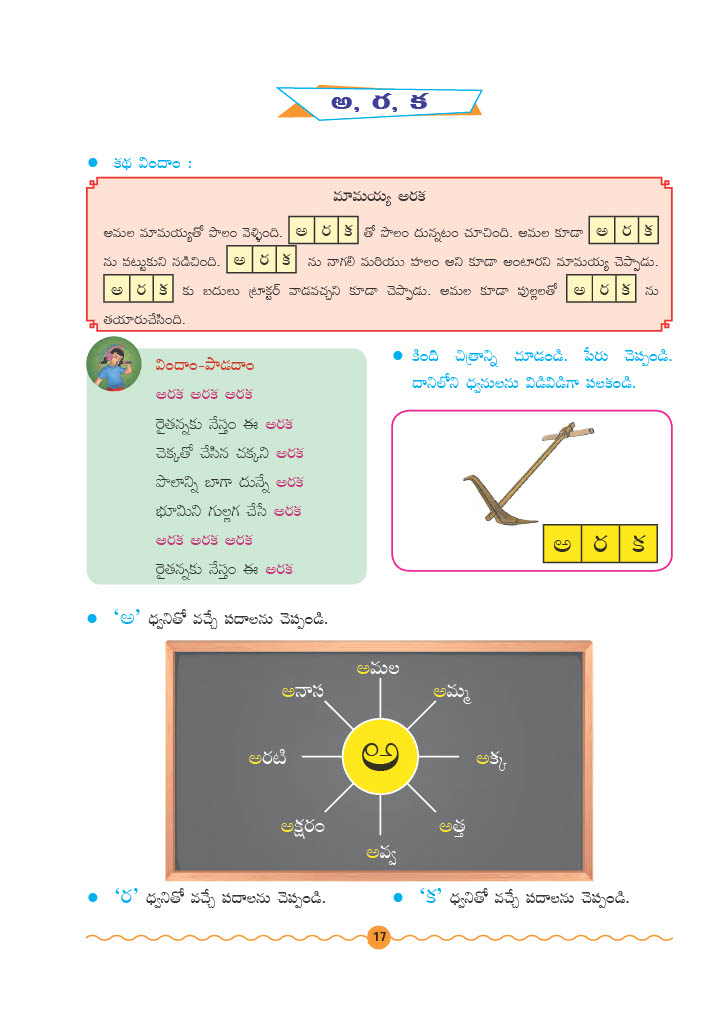 అ, ర, క
● కథ విందాం :
మామయ్య అరక
అమల మామయ్యతో పొలం వెళ్ళింది. అ ర క తో పొలం దున్నటం చూచింది. అమల కూడా అ ర క
ను పట్టుకుని నడిచింది. అ ర క ను నాగలి మరియు హలం అని కూడా అంటారని మామయ్య చెప్పాడు.
అ ర క కు బదులు ట్రాక్టర్ వాడవచ్చని కూడా చెప్పాడు. అమల కూడా పుల్లలతో అ ర క ను
తయారుచేసింది.
విందాం-పాడదాం
అరక అరక అరక
రైతన్నకు నేస్తం ఈ అరక
చెక్కతో చేసిన చక్కని అరక
పొలాన్ని బాగా దున్నే అరక
భూమిని గుల్లగ చేసే అరక
అరక అరక అరక
రైతన్నకు నేస్తం ఈ అరక
● కింది చిత్రాన్ని చూడండి. పేరు చెప్పండి.
దానిలోని ధ్వనులను విడివిడిగా పలకండి.
అ ర క
● ‘అ’ ధ్వనితో వచ్చే పదాలను చెప్పండి.
అమల
అనాస అమ్మ
అరటి అ అక్క
అక్షరం అత్త
అవ్వ
● ‘ర’ ధ్వనితో వచ్చే పదాలను చెప్పండి.
● ‘క’ ధ్వనితో వచ్చే పదాలను చెప్పండి.
17